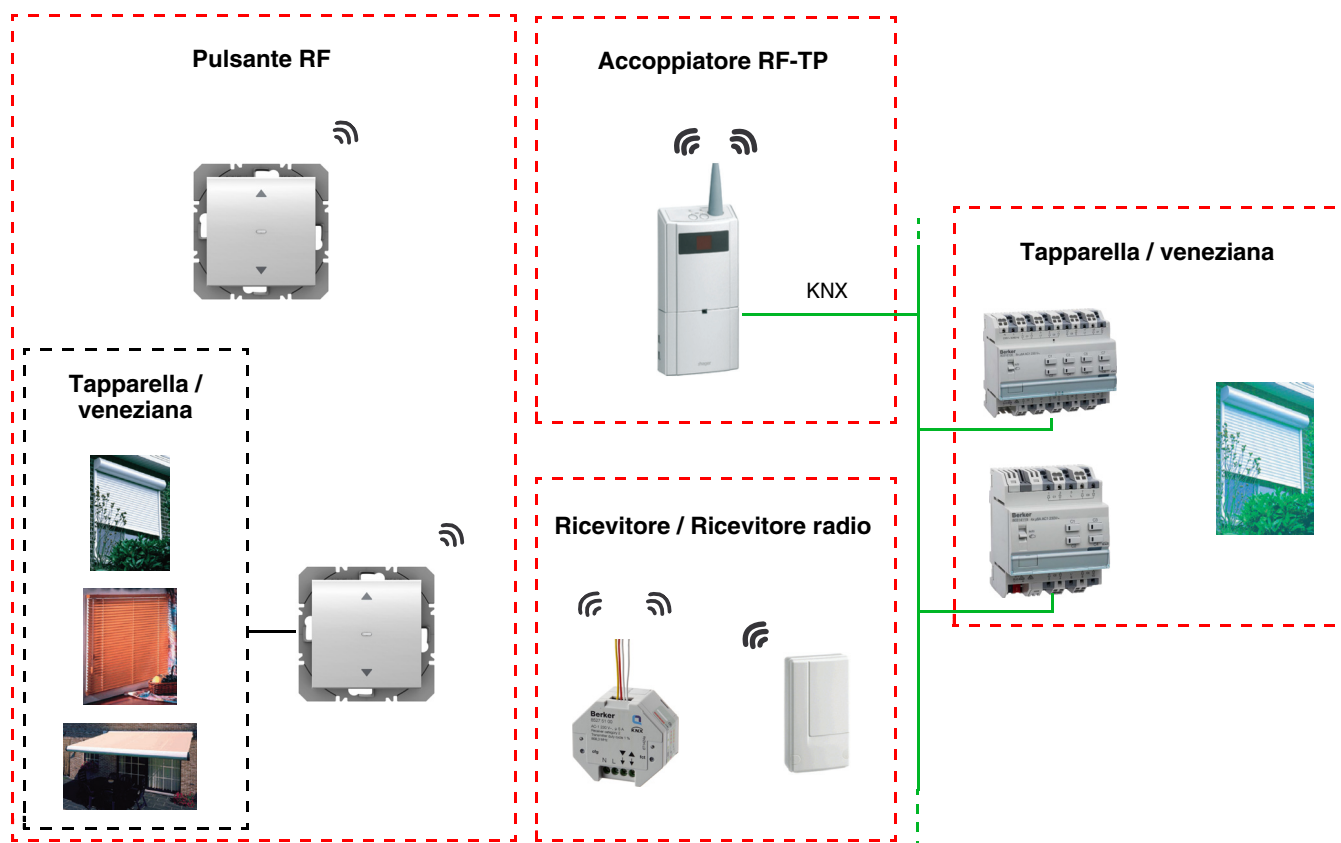 Pulsante RF
Accoppiatore RF-TP
KNX
Tapparella / veneziana
Tapparella /
veneziana
Ricevitore / Ricevitore radio
Berker
Berker
Berker
KNX
N L